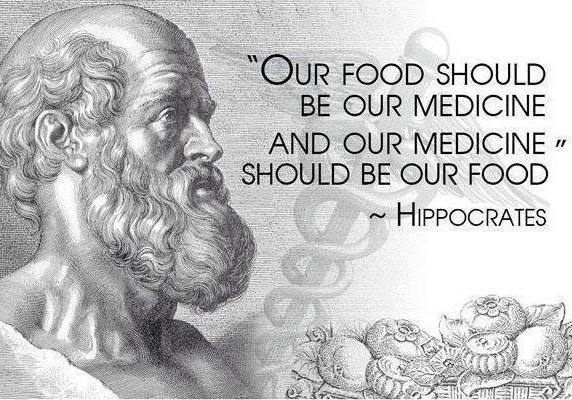 “OUR FOOD SHOULD
BE OUR MEDICINE
AND OUR MEDICINE ”
SHOULD BE OUR FOOD
~ HIPPOCRATES